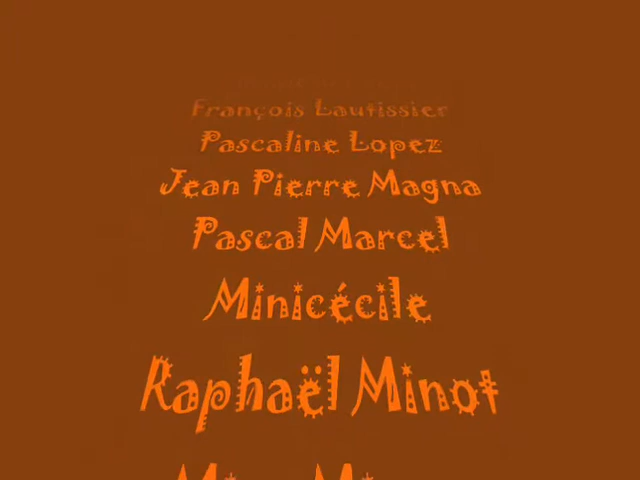 François Lautissier
Pascaline Lopez
Jean Pierre Magna
Pascal Marcel
Minicécile
Raphaël Minot